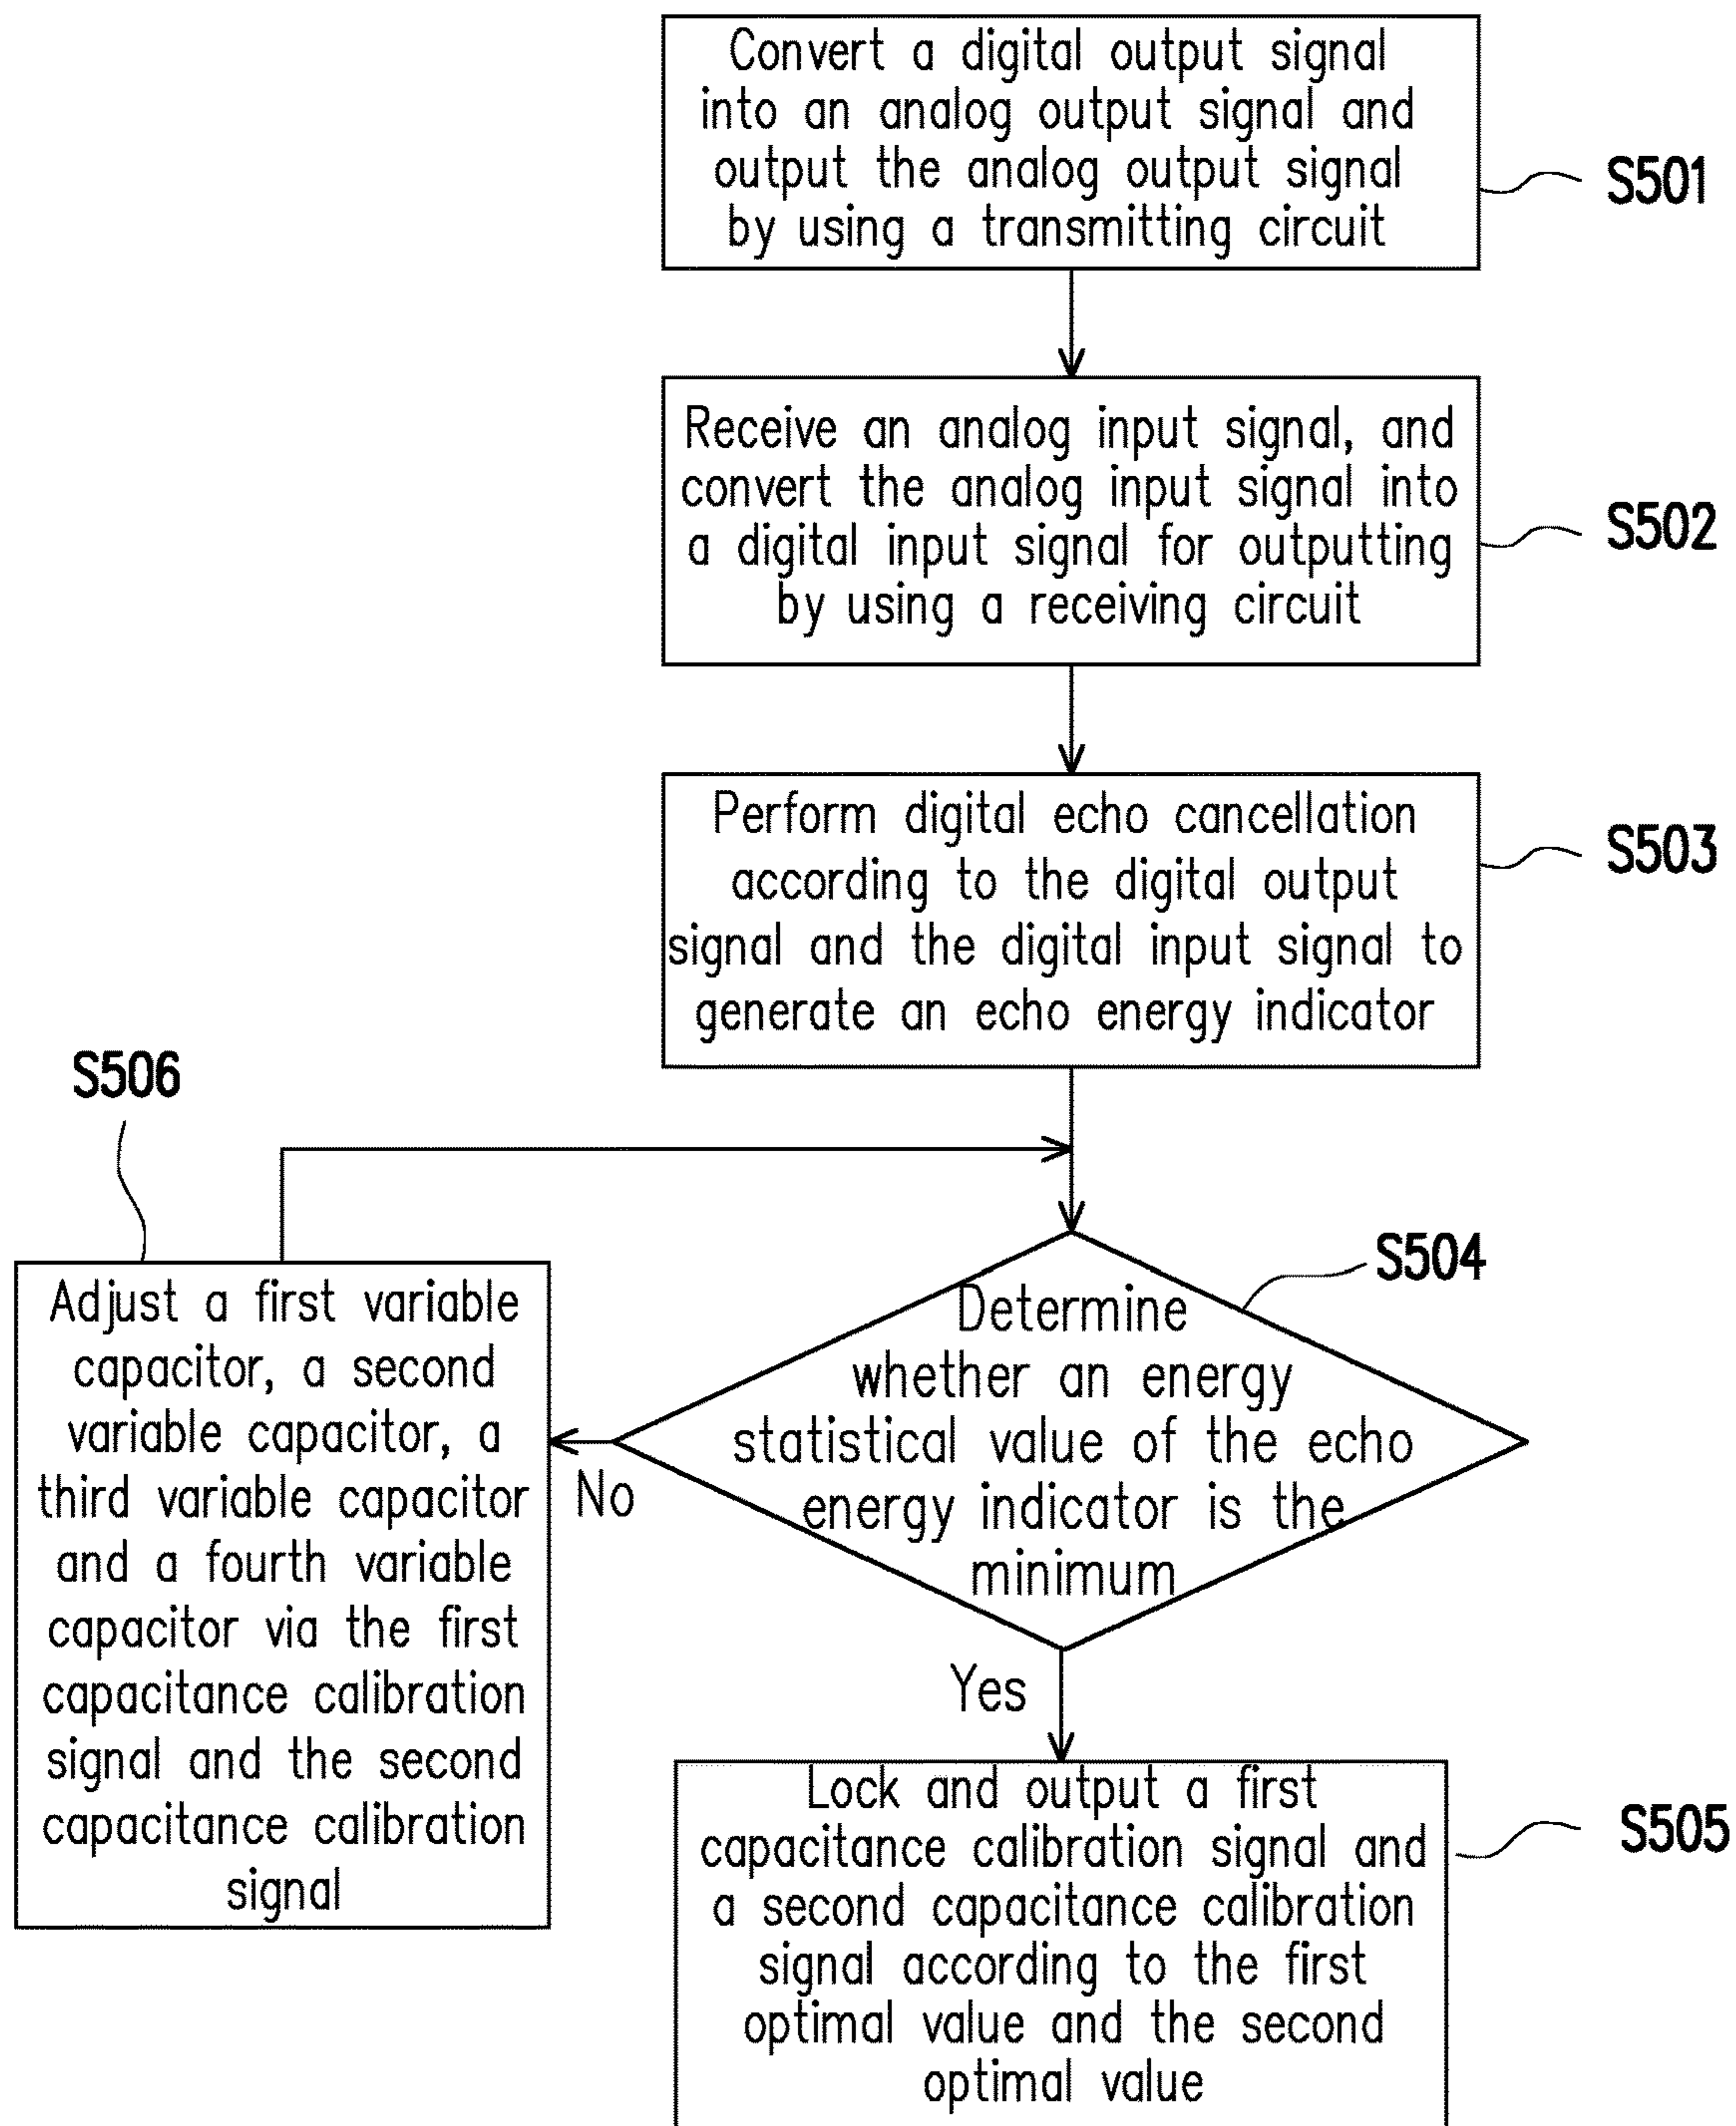 Convert a digital output signal
into an analog output signal and
output the analog output signal
by using a transmitting circuit
S501
Receive an analog input signal, and
convert the analog input signal into
a digital input signal for outputting
by using a receiving circuit
S502
Perform digital echo cancellation
according to the digital output
signal and the digital input signal to
generate an echo energy indicator
S503
S504
Determine
whether an energy
statistical value of the echo
energy indicator is the
minimum
No
S506
Adjust a first variable
capacitor, a second
variable capacitor, a
third variable capacitor
and a fourth variable
capacitor via the first
capacitance calibration
signal and the second
capacitance calibration
signal
Yes
Lock and output a first
capacitance calibration signal and
a second capacitance calibration
signal according to the first
optimal value and the second
optimal value
S505